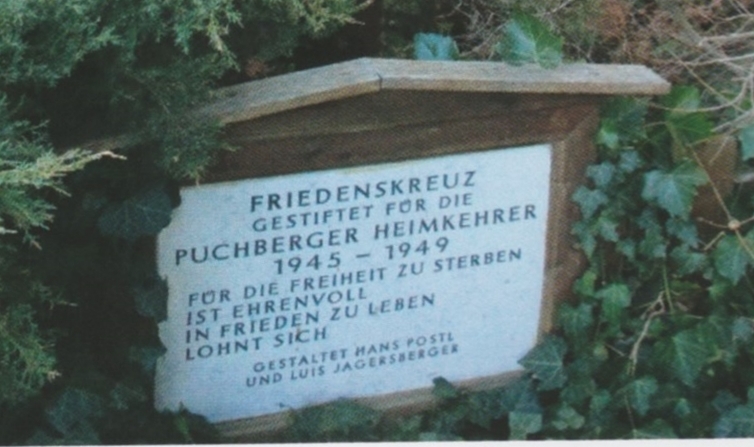 FRIEDENSKREUZ
GESTIFTET FÜR DIE
PUCHBERGER HEIMKEHRER
1945 – 1949
FÜR DIE FREIHEIT ZU STERBEN
IST EHRENVOLL
IN FRIEDEN ZU LEBEN
LOHNT SICH
GESTALTET HANS POSTL
UND LUIS JAGERSBERGER